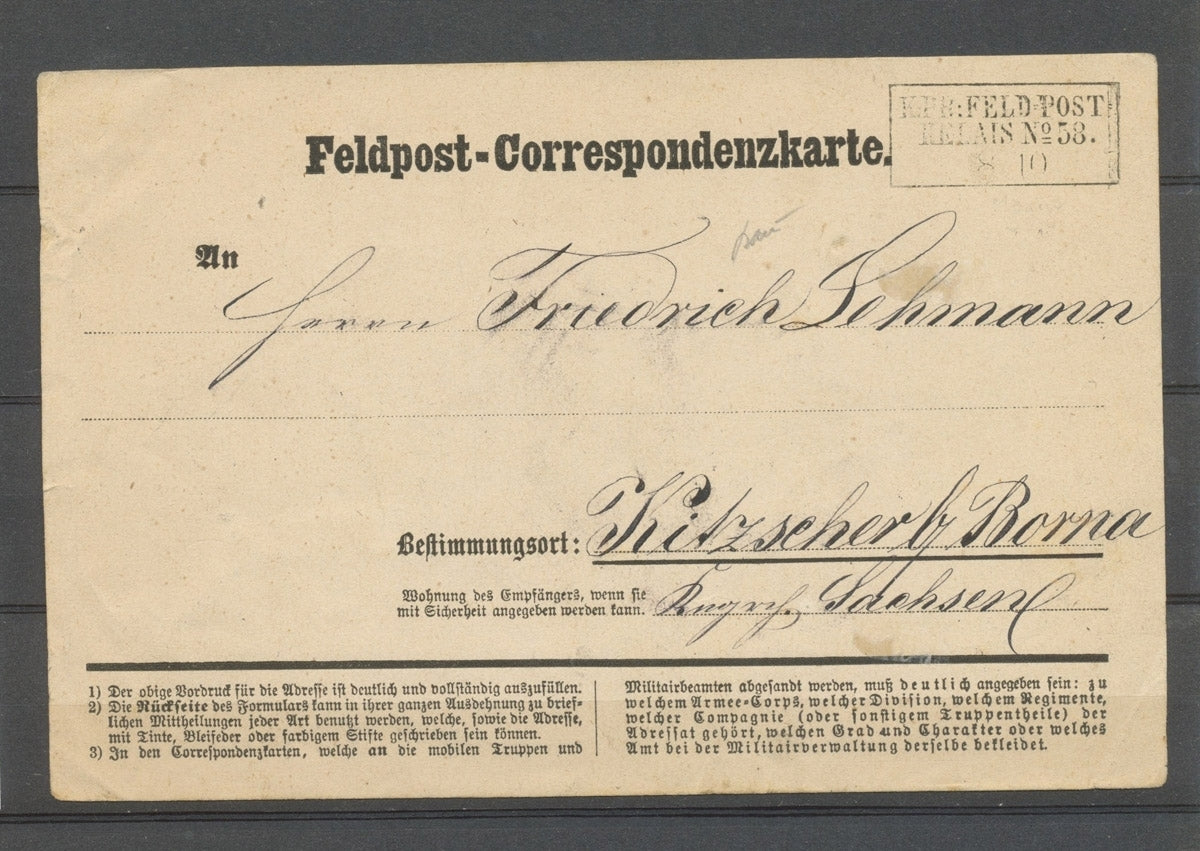 K.PR:FELD-POST
RELAIS No 58.
8 10
Feldpost-Correspondenzkarte.
An
Herrn Friedrich Lehmann
Bestimmungsort: Kitzscher b/ Borna
Wohnung des Empfängers, wenn sie
mit Sicherheit angegeben werden kann.
Sachsen
1) Der obige Vordruck für die Adresse ist deutlich und vollständig auszufüllen.
2) Die Rückseite des Formulars kann in ihrer ganzen Ausdehnung zu brief-
lichen Mittheilungen jeder Art benutzt werden, welche, sowie die Adresse,
mit Tinte, Bleifeder oder farbigem Stifte geschrieben sein können.
3) In den Correspondenzkarten, welche an die mobilen Truppen und
Militairbeamten abgesandt werden, muß deutlich angegeben sein: zu
welchem Armee-Corps, welcher Division, welchem Regimente,
welcher Compagnie (oder sonstigem Truppentheile) der
Adressat gehört, welchen Grad und Charakter oder welches
Amt bei der Militairverwaltung derselbe bekleidet.